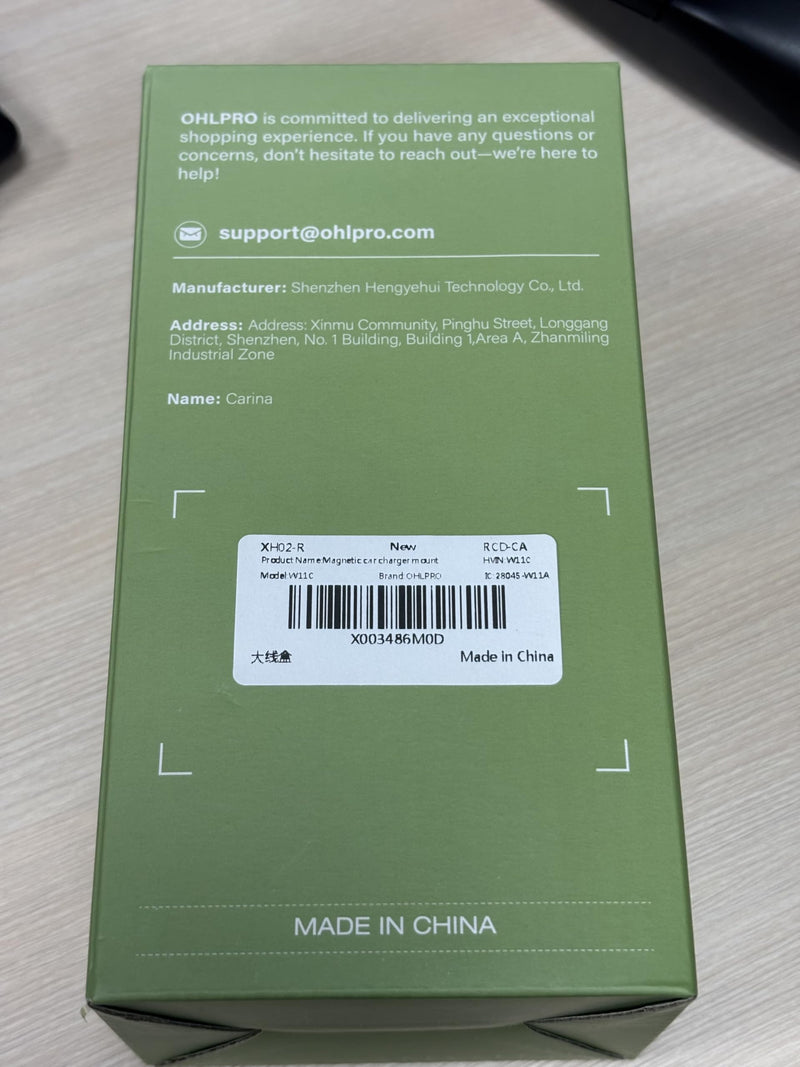 OHLPRO is committed to delivering an exceptional
shopping experience. If you have any questions or
concerns, don't hesitate to reach out—we're here to
help!
support@ohlpro.com
Manufacturer: Shenzhen Hengyehui Technology Co., Ltd.
Address: Address: Xinmu Community, Pinghu Street, Longgang
District, Shenzhen, No. 1 Building, Building 1,Area A, Zhanmiling
Industrial Zone
Name: Carina
XH02-R New RCD-CA
Product Name:Magnetic car charger mount HVIN: W11C
Model:W11C Brand: OHLPRO IC: 28045-W11A
X003486M0D
大线盒 Made in China
MADE IN CHINA